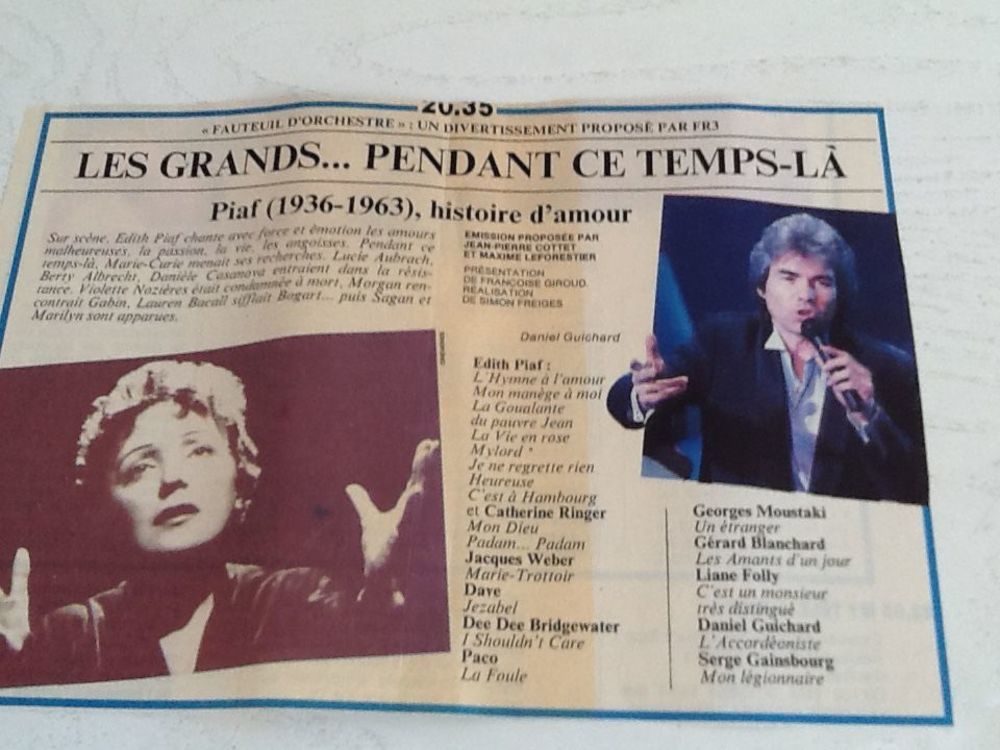 20.35
« FAUTEUIL D'ORCHESTRE » : UN DIVERTISSEMENT PROPOSÉ PAR FR3
LES GRANDS... PENDANT CE TEMPS-LÀ
Piaf (1936-1963), histoire d'amour
Sur scène, Edith Piaf chante avec force et émotion les amours
malheureuses, la passion, la vie, les angoisses. Pendant ce
temps-là, Marie-Curie menait ses recherches. Lucie Aubrach,
Berty Albrecht, Danièle Casanova entraient dans la résis-
tance. Violette Nozières était condamnée à mort, Morgan ren-
contrait Gabin, Lauren Bacall sifflait Bogart... puis Sagan et
Marilyn sont apparues.
EMISSION PROPOSÉE PAR
JEAN-PIERRE COTTET
ET MAXIME LEFORESTIER
PRÉSENTATION
DE FRANÇOISE GIROUD.
RÉALISATION
DE SIMON FREIGES
Daniel Guichard
Edith Piaf :
L'Hymne à l'amour
Mon manège à moi
La Goualante
du pauvre Jean
La Vie en rose
Mylord *
Je ne regrette rien
Heureuse
C'est à Hambourg
et Catherine Ringer
Mon Dieu
Padam... Padam
Jacques Weber
Marie-Trottoir
Dave
Jezabel
Dee Dee Bridgewater
I Shouldn't Care
Paco
La Foule
Georges Moustaki
Un étranger
Gérard Blanchard
Les Amants d'un jour
Liane Folly
C'est un monsieur
très distingué
Daniel Guichard
L'Accordéoniste
Serge Gainsbourg
Mon légionnaire